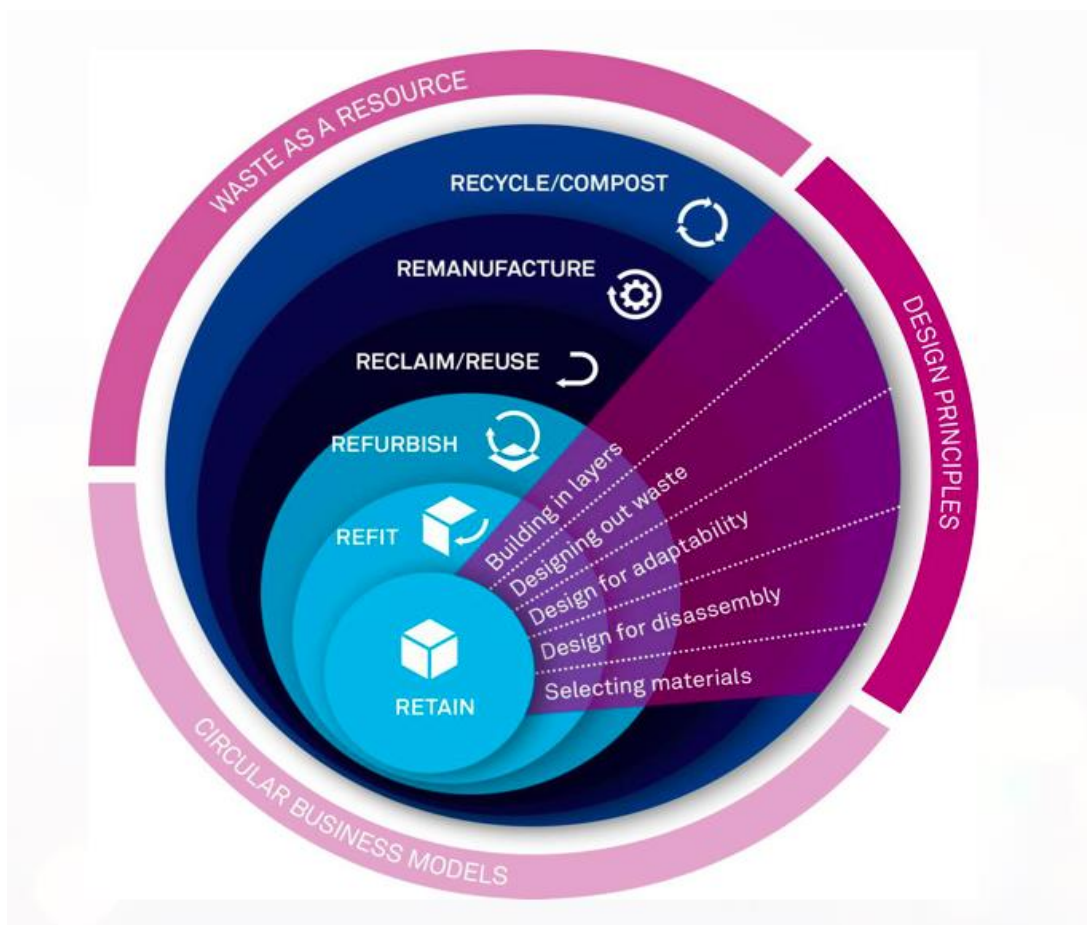 WASTE AS A RESOURCE
RECYCLE/COMPOST
REMANUFACTURE
RECLAIM/REUSE
REFURBISH
REFIT
RETAIN
Building in layers
Designing out waste
Design for adaptability
Design for disassembly
Selecting materials
DESIGN PRINCIPLES
CIRCULAR BUSINESS MODELS